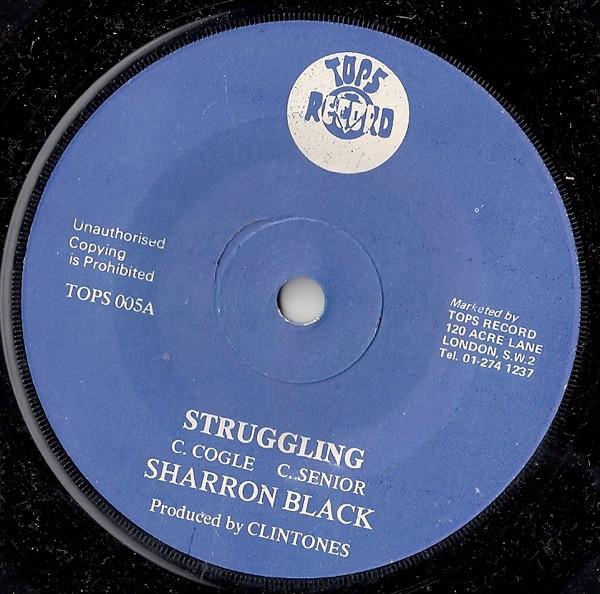 TOPS
RECORD
Unauthorised
Copying
is Prohibited
TOPS 005A
Marketed by
TOPS RECORD
120 ACRE LANE
LONDON, S.W.2
Tel. 01-274 1237
STRUGGLING
C. COGLE C. SENIOR
SHARRON BLACK
Produced by CLINTONES